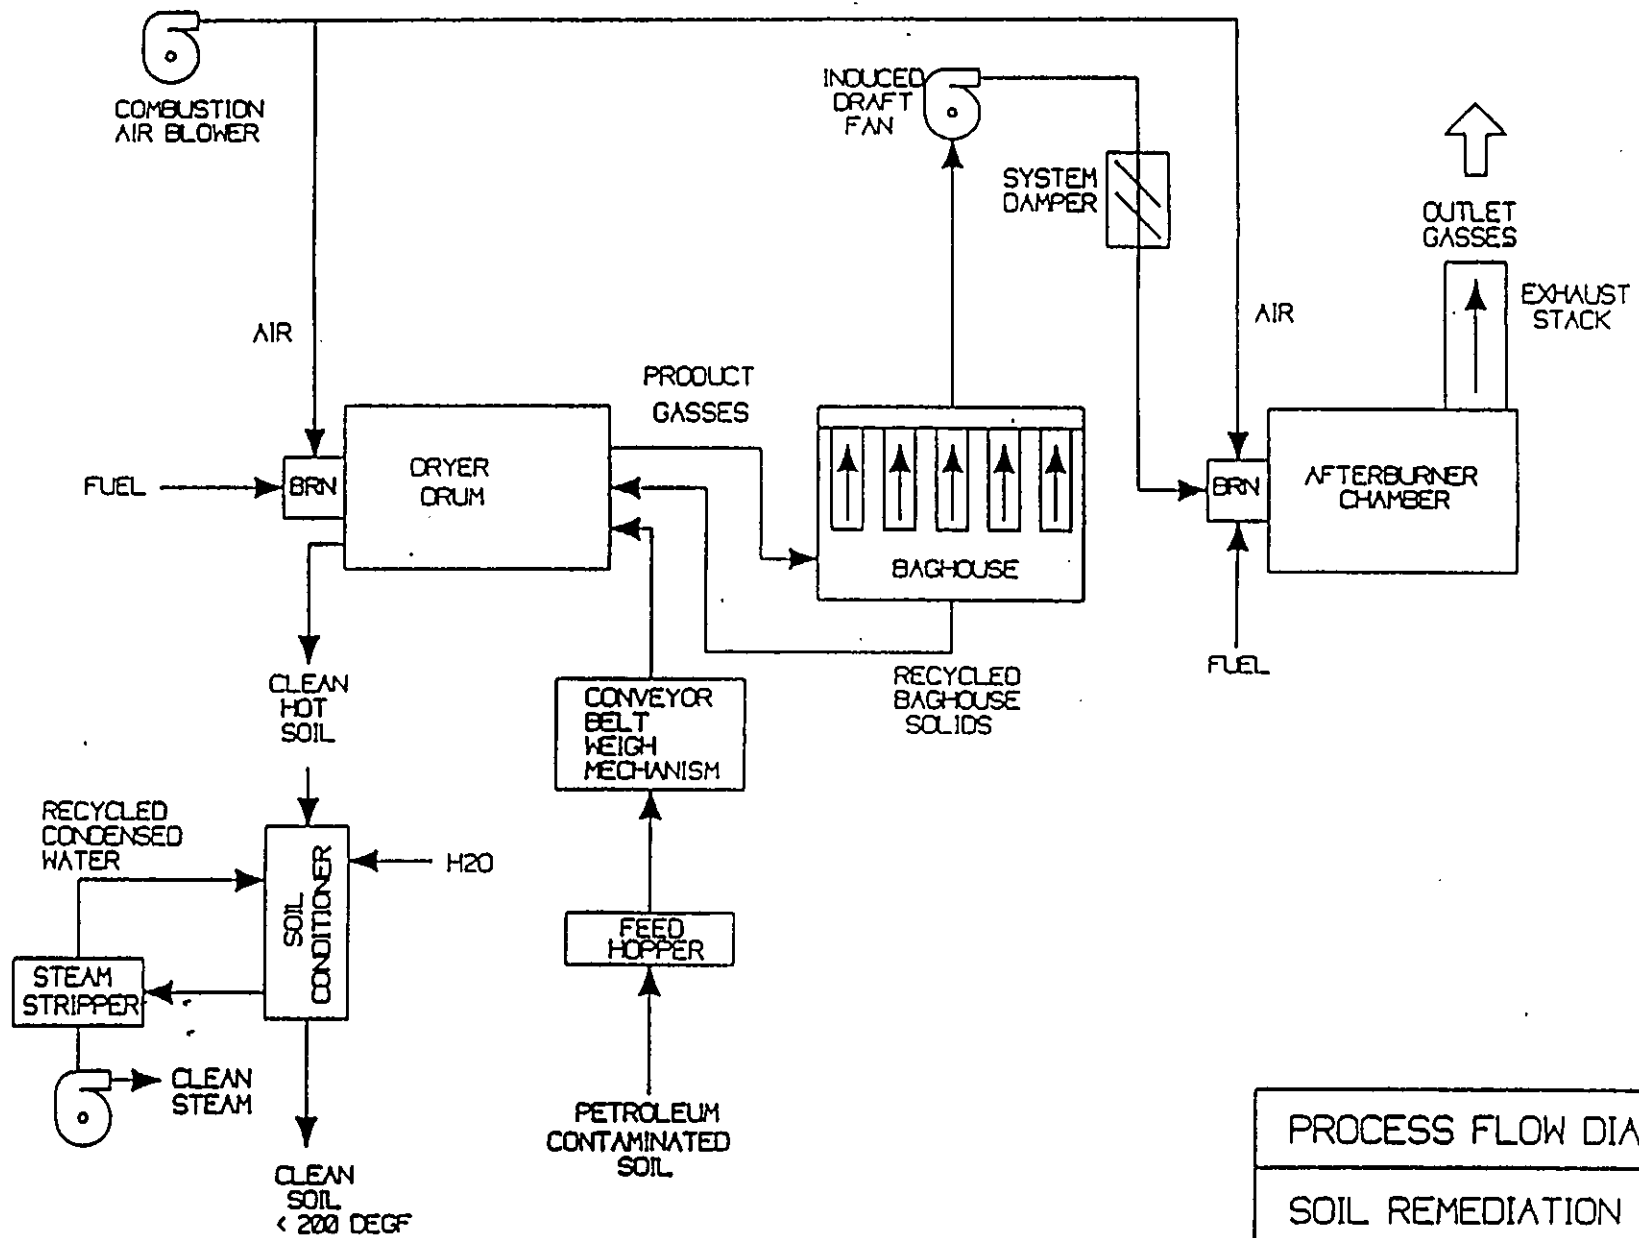 COMBUSTION
AIR BLOWER
INDUCED
DRAFT
FAN
SYSTEM
DAMPER
OUTLET
GASSES
EXHAUST
STACK
AIR
AIR
PRODUCT
GASSES
FUEL
BRN
DRYER
DRUM
BAGHOUSE
BRN
AFTERBURNER
CHAMBER
FUEL
CLEAN
HOT
SOIL
CONVEYOR
BELT
WEIGH
MECHANISM
RECYCLED
BAGHOUSE
SOLIDS
RECYCLED
CONDENSED
WATER
SOIL
CONDITIONER
H2O
FEED
HOPPER
STEAM
STRIPPER
CLEAN
STEAM
PETROLEUM
CONTAMINATED
SOIL
CLEAN
SOIL
< 200 DEGF
PROCESS FLOW DIA
SOIL REMEDIATION